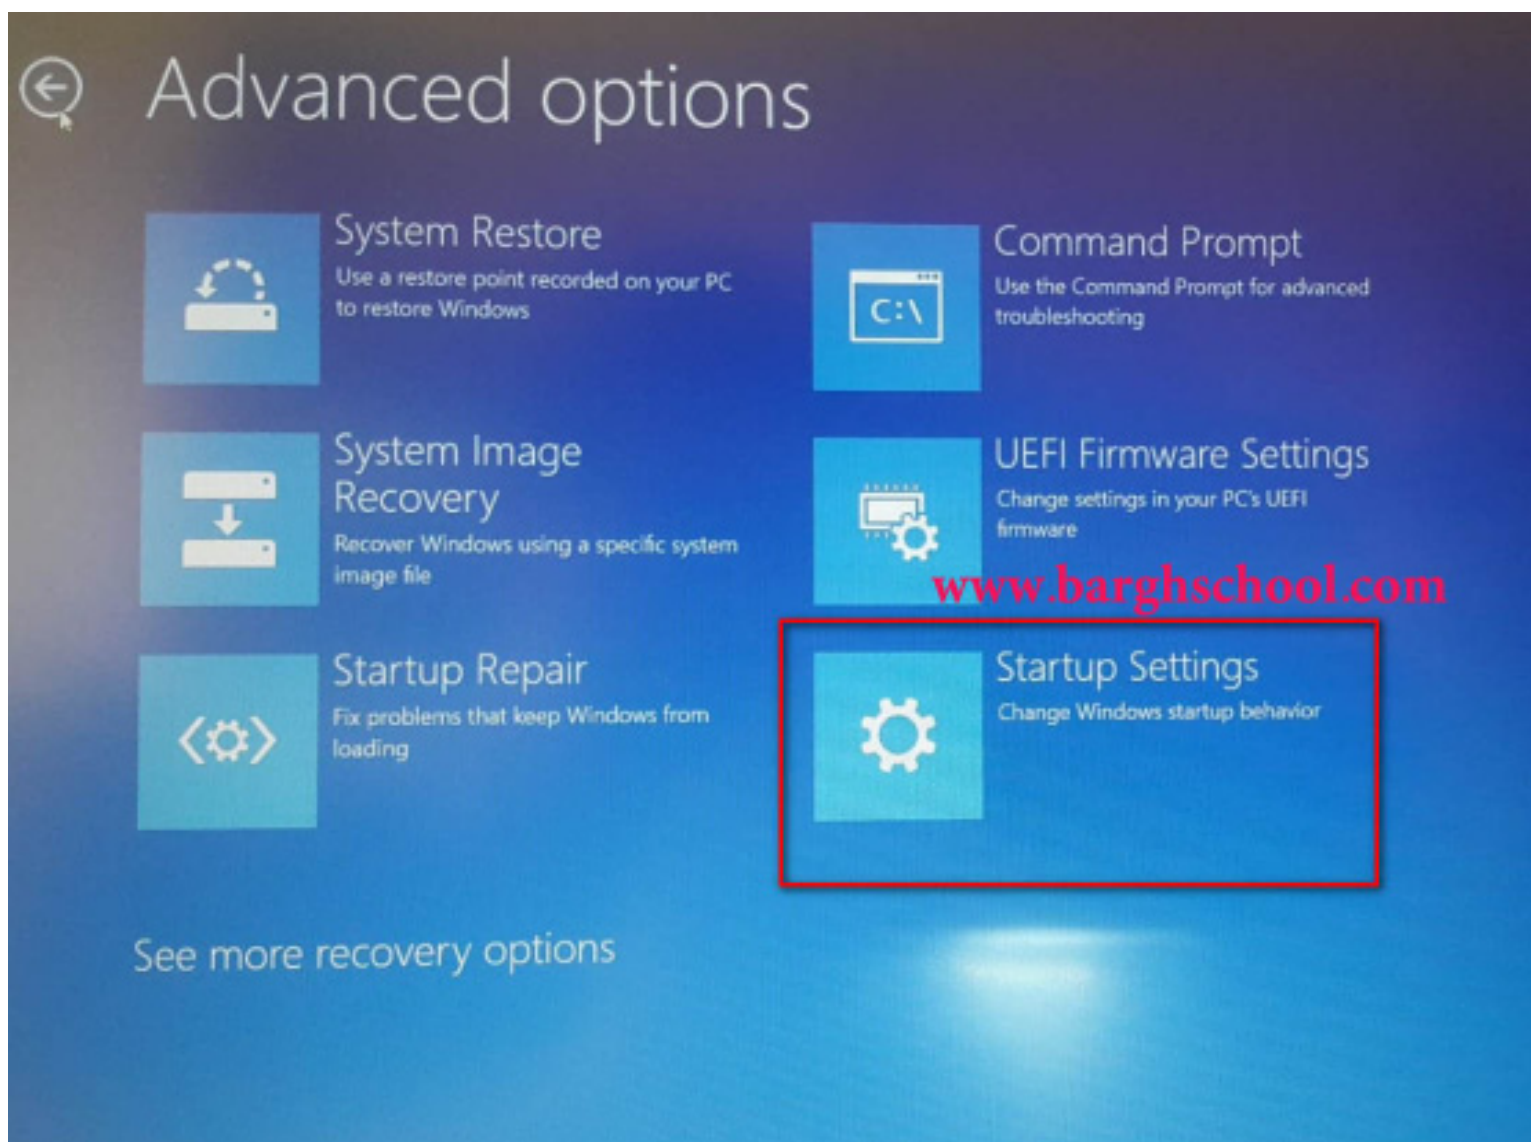 Advanced options
System Restore
Use a restore point recorded on your PC
to restore Windows
Command Prompt
Use the Command Prompt for advanced
troubleshooting
C:\
System Image
Recovery
Recover Windows using a specific system
image file
UEFI Firmware Settings
Change settings in your PC's UEFI
firmware
www.barghschool.com
Startup Repair
Fix problems that keep Windows from
loading
Startup Settings
Change Windows startup behavior
See more recovery options